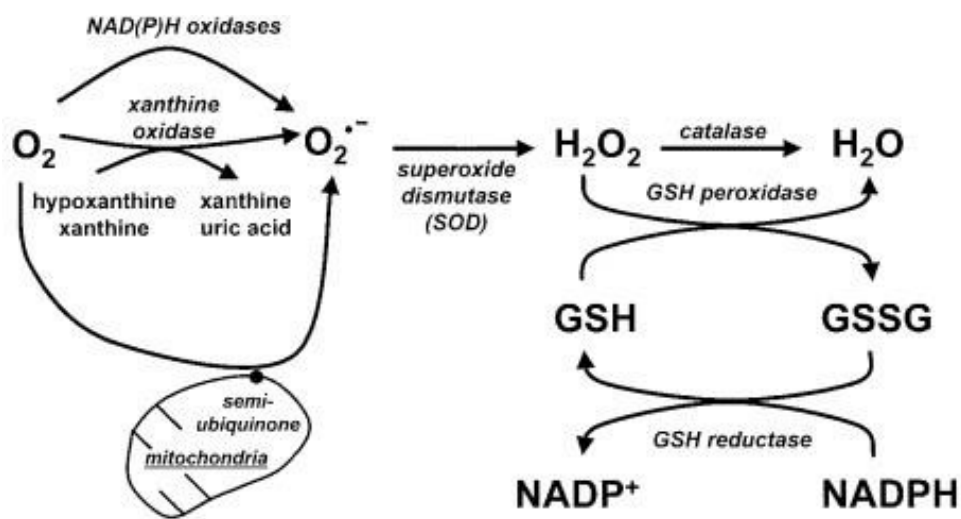 NAD(P)H oxidases
xanthine
oxidase
O₂
O₂•−
hypoxanthine
xanthine
xanthine
uric acid
semi-
ubiquinone
mitochondria
superoxide
dismutase
(SOD)
H₂O₂
catalase
H₂O
GSH peroxidase
GSH
GSSG
GSH reductase
NADP⁺
NADPH